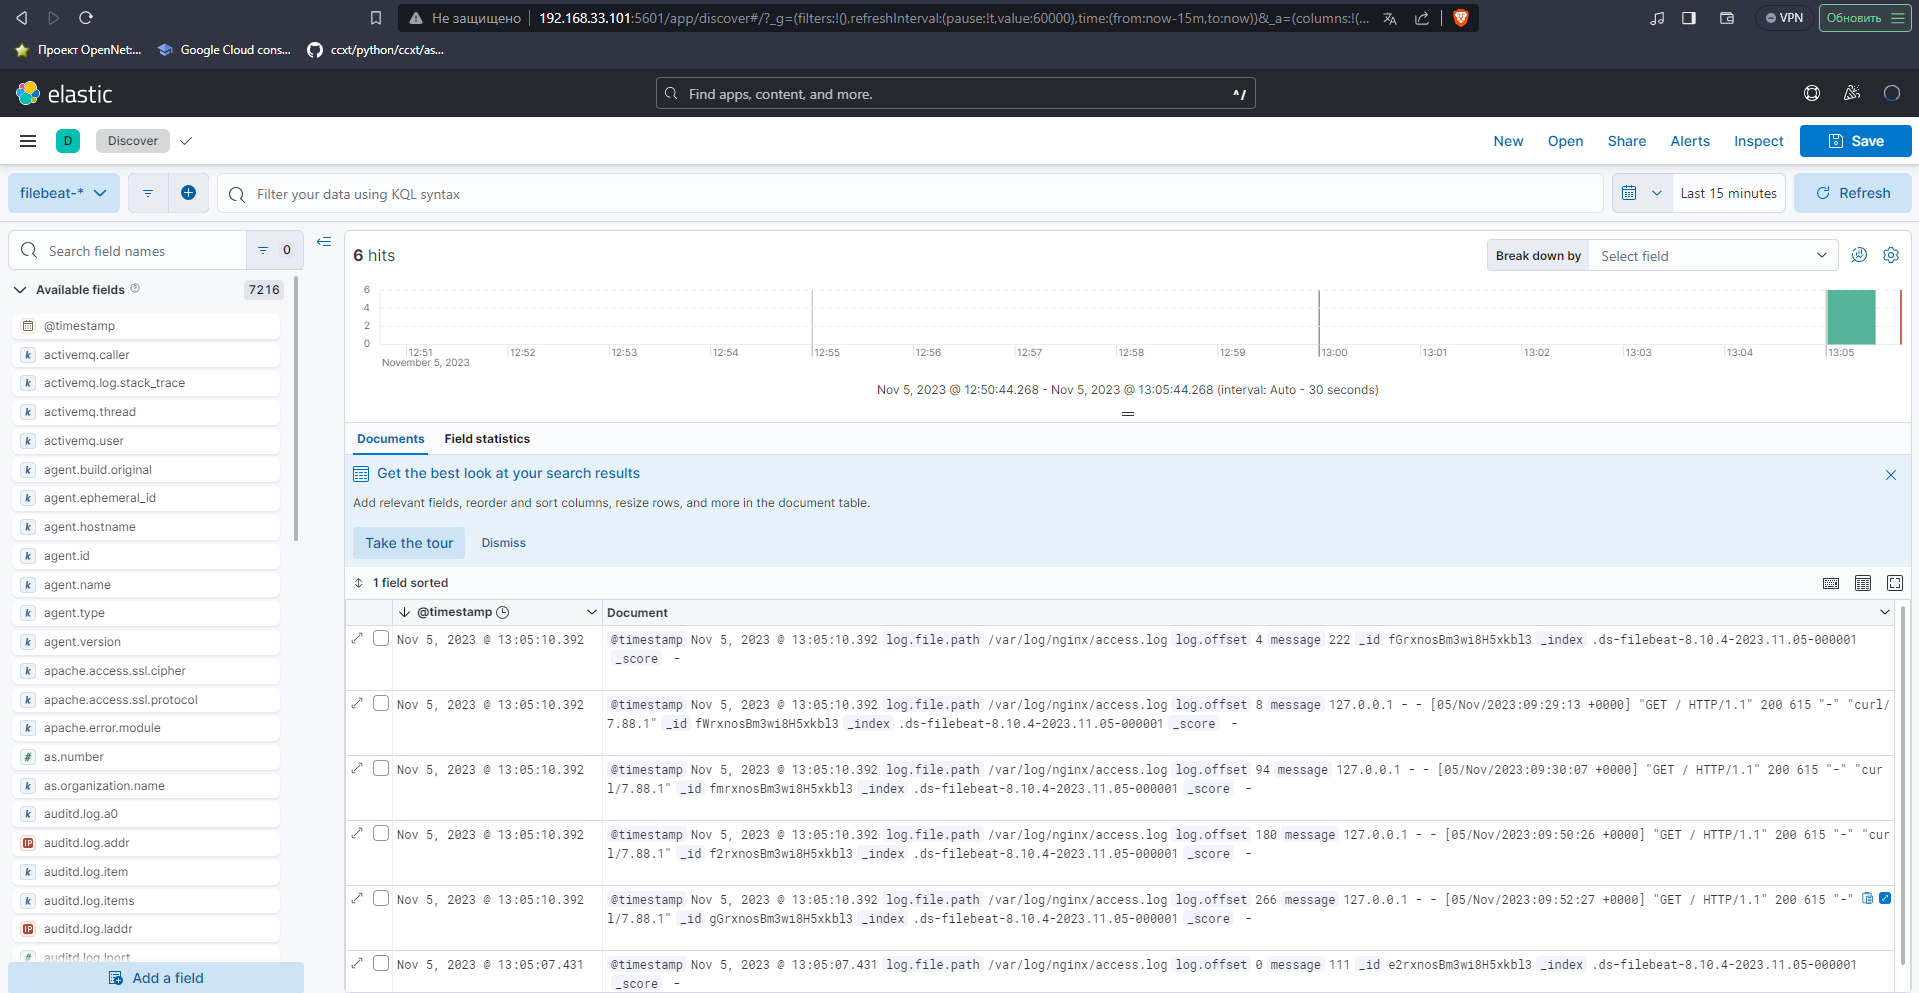 Не защищено 192.168.33.101:5601/app/discover#/?_g=(filters:!(),refreshInterval:(pause:!t,value:60000),time:(from:now-15m,to:now))&_a=(columns:!(... VPN Обновить
Проект OpenNet:... Google Cloud cons... ccxt/python/ccxt/as...
elastic Find apps, content, and more. ^/
D Discover New Open Share Alerts Inspect Save
filebeat-* Filter your data using KQL syntax Last 15 minutes Refresh
Search field names 0
Available fields 7216
@timestamp
activemq.caller
activemq.log.stack_trace
activemq.thread
activemq.user
agent.build.original
agent.ephemeral_id
agent.hostname
agent.id
agent.name
agent.type
agent.version
apache.access.ssl.cipher
apache.access.ssl.protocol
apache.error.module
as.number
as.organization.name
auditd.log.a0
auditd.log.addr
auditd.log.item
auditd.log.items
auditd.log.laddr
auditd.log.lport
Add a field
6 hits Break down by Select field
6
4
2
0
12:51 12:52 12:53 12:54 12:55 12:56 12:57 12:58 12:59 13:00 13:01 13:02 13:03 13:04 13:05
November 5, 2023
Nov 5, 2023 @ 12:50:44.268 - Nov 5, 2023 @ 13:05:44.268 (interval: Auto - 30 seconds)
Documents Field statistics
Get the best look at your search results
Add relevant fields, reorder and sort columns, resize rows, and more in the document table.
Take the tour Dismiss
1 field sorted
@timestamp Document
Nov 5, 2023 @ 13:05:10.392 @timestamp Nov 5, 2023 @ 13:05:10.392 log.file.path /var/log/nginx/access.log log.offset 4 message 222 _id fGrxnosBm3wi8H5xkbl3 _index .ds-filebeat-8.10.4-2023.11.05-000001
_score -
Nov 5, 2023 @ 13:05:10.392 @timestamp Nov 5, 2023 @ 13:05:10.392 log.file.path /var/log/nginx/access.log log.offset 8 message 127.0.0.1 - - [05/Nov/2023:09:29:13 +0000] "GET / HTTP/1.1" 200 615 "-" "curl/
7.88.1" _id fWrxnosBm3wi8H5xkbl3 _index .ds-filebeat-8.10.4-2023.11.05-000001 _score -
Nov 5, 2023 @ 13:05:10.392 @timestamp Nov 5, 2023 @ 13:05:10.392 log.file.path /var/log/nginx/access.log log.offset 94 message 127.0.0.1 - - [05/Nov/2023:09:30:07 +0000] "GET / HTTP/1.1" 200 615 "-" "cur
l/7.88.1" _id fmrxnosBm3wi8H5xkbl3 _index .ds-filebeat-8.10.4-2023.11.05-000001 _score -
Nov 5, 2023 @ 13:05:10.392 @timestamp Nov 5, 2023 @ 13:05:10.392 log.file.path /var/log/nginx/access.log log.offset 180 message 127.0.0.1 - - [05/Nov/2023:09:50:26 +0000] "GET / HTTP/1.1" 200 615 "-" "cur
l/7.88.1" _id f2rxnosBm3wi8H5xkbl3 _index .ds-filebeat-8.10.4-2023.11.05-000001 _score -
Nov 5, 2023 @ 13:05:10.392 @timestamp Nov 5, 2023 @ 13:05:10.392 log.file.path /var/log/nginx/access.log log.offset 266 message 127.0.0.1 - - [05/Nov/2023:09:52:27 +0000] "GET / HTTP/1.1" 200 615 "-"
l/7.88.1" _id gGrxnosBm3wi8H5xkbl3 _index .ds-filebeat-8.10.4-2023.11.05-000001 _score -
Nov 5, 2023 @ 13:05:07.431 @timestamp Nov 5, 2023 @ 13:05:07.431 log.file.path /var/log/nginx/access.log log.offset 0 message 111 _id e2rxnosBm3wi8H5xkbl3 _index .ds-filebeat-8.10.4-2023.11.05-000001
_score -